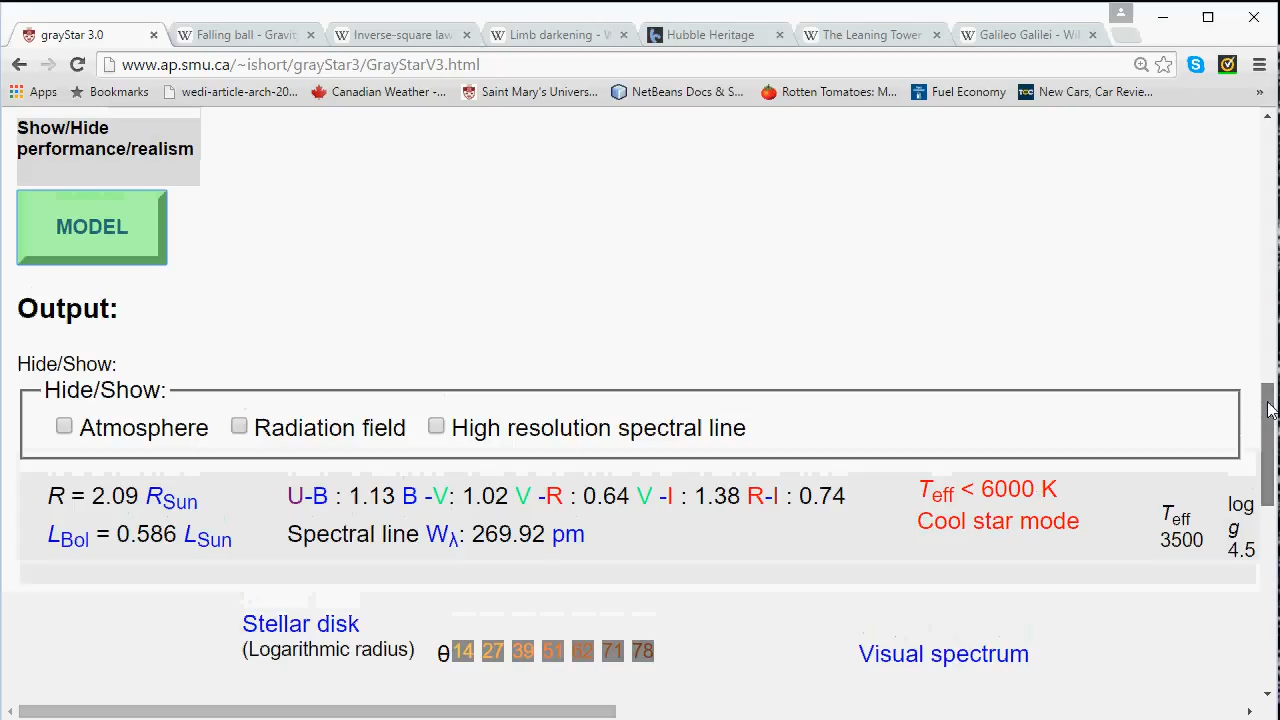 grayStar 3.0
Falling ball - Gravit
Inverse-square law
Limb darkening - W
Hubble Heritage
The Leaning Tower
Galileo Galilei - Wil
www.ap.smu.ca/~ishort/grayStar3/GrayStarV3.html
Apps
Bookmarks
wedi-article-arch-20...
Canadian Weather -...
Saint Mary's Univers...
NetBeans Docs & S...
Rotten Tomatoes: M...
Fuel Economy
New Cars, Car Revie...
»
Show/Hide
performance/realism
MODEL
Output:
Hide/Show:
Hide/Show:
Atmosphere
Radiation field
High resolution spectral line
R = 2.09 RSun
U-B : 1.13 B -V: 1.02 V -R : 0.64 V -I : 1.38 R-I : 0.74
Teff < 6000 K
LBol = 0.586 LSun
Spectral line Wλ: 269.92 pm
Cool star mode
Teff
3500
log
g
4.5
Stellar disk
(Logarithmic radius)
θ 14 27 39 51 62 71 78
Visual spectrum